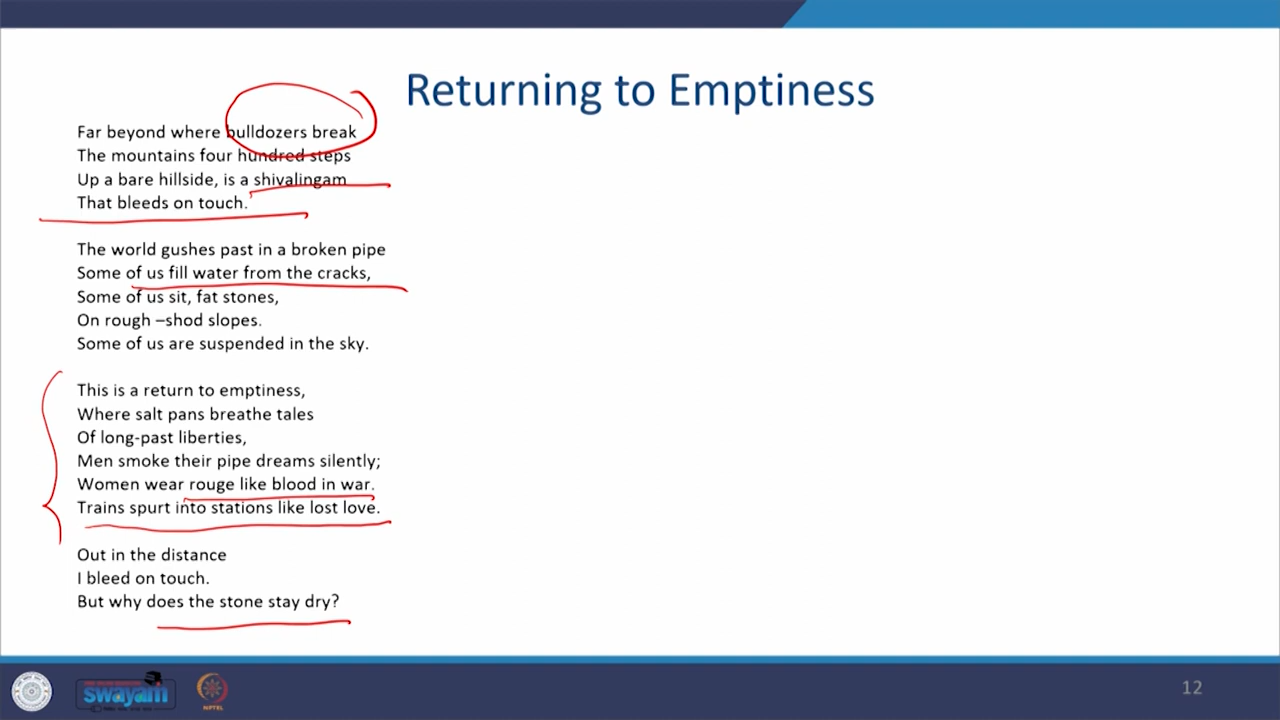 Returning to Emptiness
Far beyond where bulldozers break
The mountains four hundred steps
Up a bare hillside, is a shivalingam
That bleeds on touch.
The world gushes past in a broken pipe
Some of us fill water from the cracks,
Some of us sit, fat stones,
On rough –shod slopes.
Some of us are suspended in the sky.
This is a return to emptiness,
Where salt pans breathe tales
Of long-past liberties,
Men smoke their pipe dreams silently;
Women wear rouge like blood in war.
Trains spurt into stations like lost love.
Out in the distance
I bleed on touch.
But why does the stone stay dry?
swayam
NPTEL
12